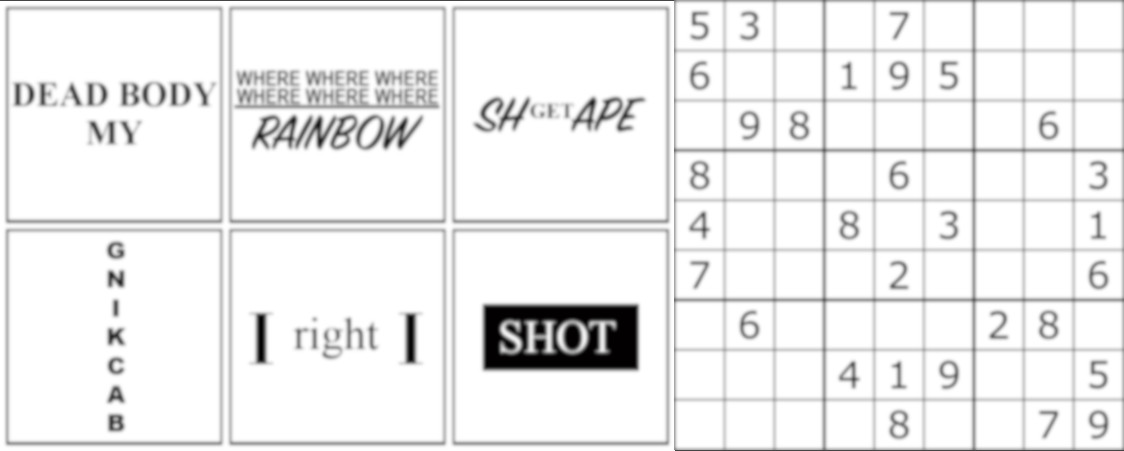 DEAD BODY
MY
WHERE WHERE WHERE
WHERE WHERE WHERE
RAINBOW
SH GET APE
G
N
I
K
C
A
B
I right I
SHOT
5 3 7
6 1 9 5
9 8 6
8 6 3
4 8 3 1
7 2 6
6 2 8
4 1 9 5
8 7 9